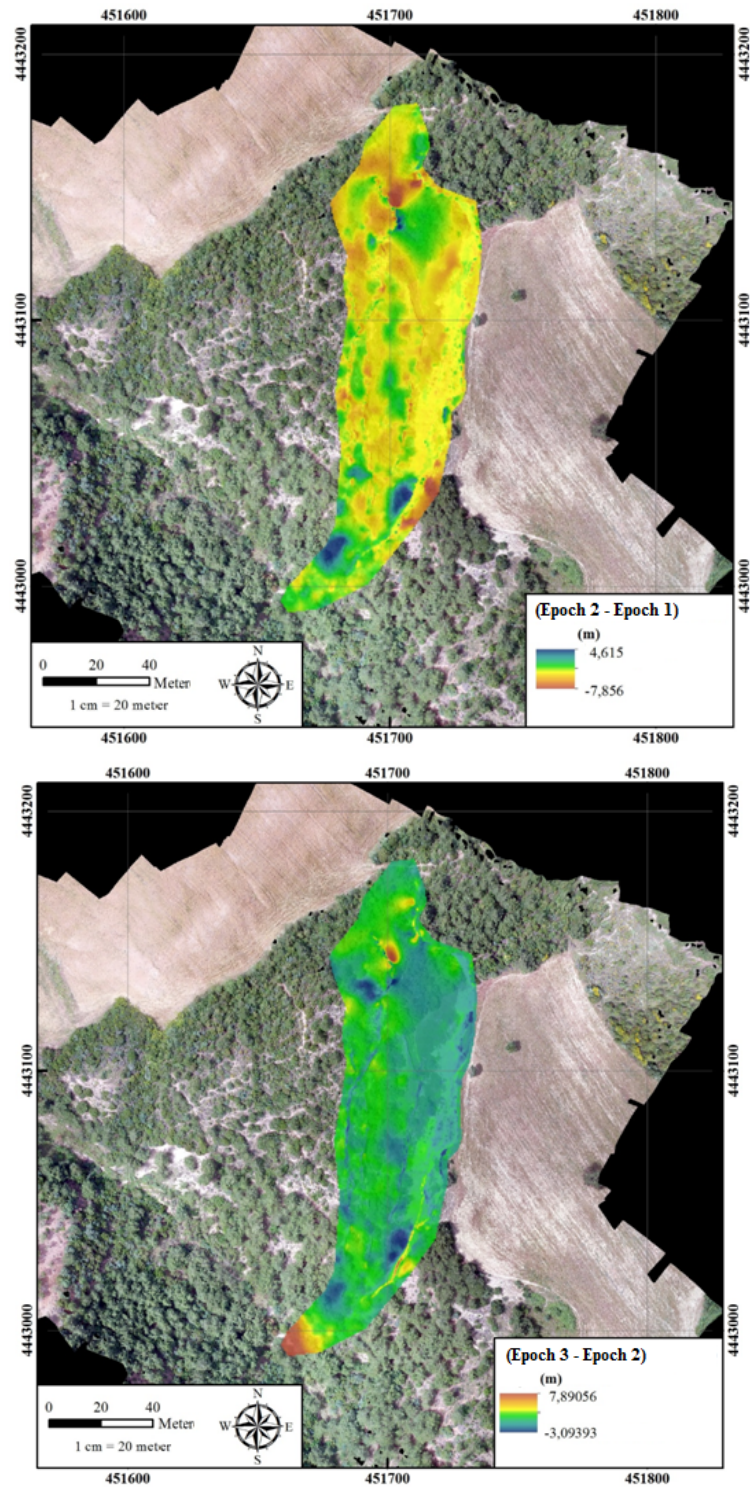 451600 451700 451800
4443200 4443200
4443100 4443100
4443000 4443000
(Epoch 2 - Epoch 1)
(m)
4,615
-7,856
0 20 40
Meter
1 cm = 20 meter
N
W E
S
451600 451700 451800
451600 451700 451800
4443200 4443200
4443100 4443100
4443000 4443000
(Epoch 3 - Epoch 2)
(m)
7,89056
-3,09393
0 20 40
Meter
1 cm = 20 meter
N
W E
S
451600 451700 451800